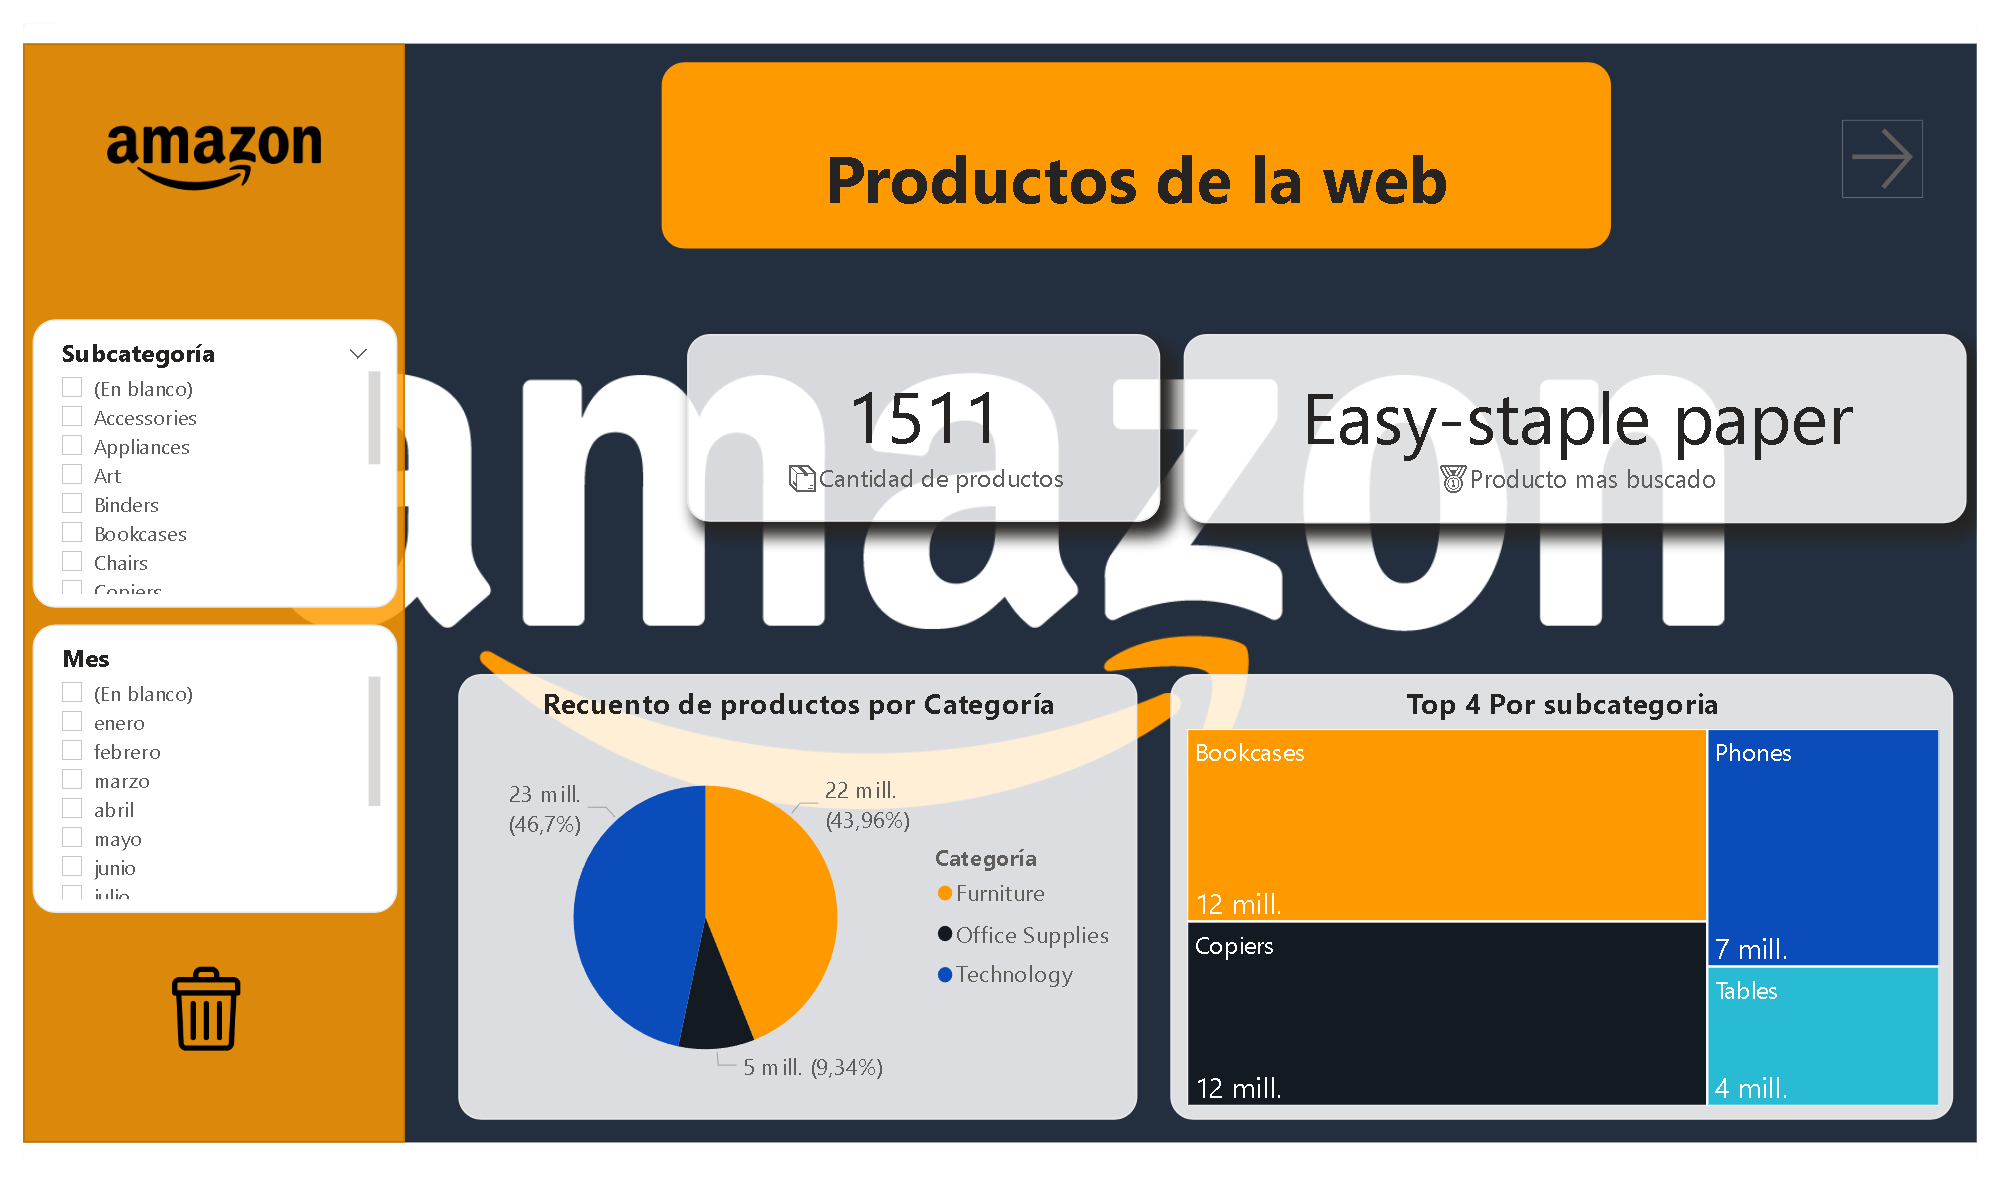 amazon
Productos de la web
Subcategoría
(En blanco)
Accessories
Appliances
Art
Binders
Bookcases
Chairs
Copiers
Mes
(En blanco)
enero
febrero
marzo
abril
mayo
junio
julio
amazon
1511
Cantidad de productos
Easy-staple paper
1
Producto mas buscado
Recuento de productos por Categoría
23 mill.
(46,7%)
22 mill.
(43,96%)
5 mill. (9,34%)
Categoría
Furniture
Office Supplies
Technology
Top 4 Por subcategoria
Bookcases
12 mill.
Copiers
12 mill.
Phones
7 mill.
Tables
4 mill.